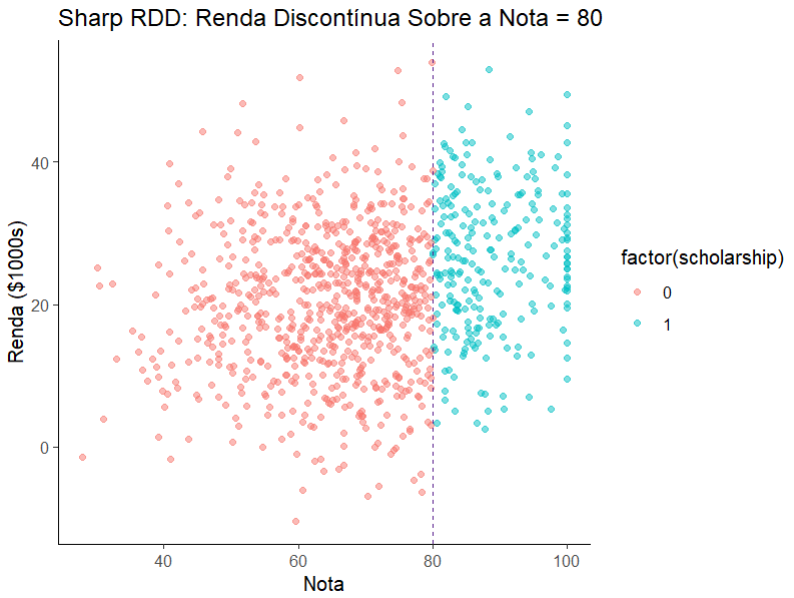 Sharp RDD: Renda Discontínua Sobre a Nota = 80
Renda ($1000s)
40
20
0
40
60
80
100
Nota
factor(scholarship)
0
1